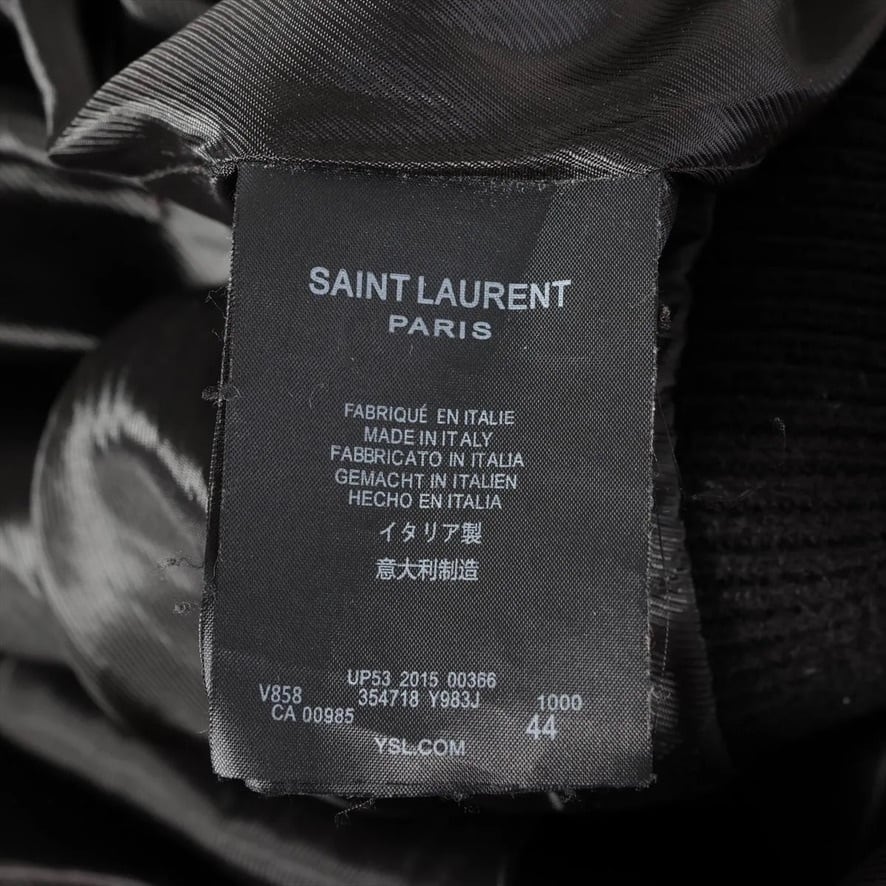 SAINT LAURENT
PARIS
FABRIQUÉ EN ITALIE
MADE IN ITALY
FABBRICATO IN ITALIA
GEMACHT IN ITALIEN
HECHO EN ITALIA
イタリア製
意大利制造
UP53 2015 00366
V858 354718 Y983J 1000
CA 00985 44
YSL.COM